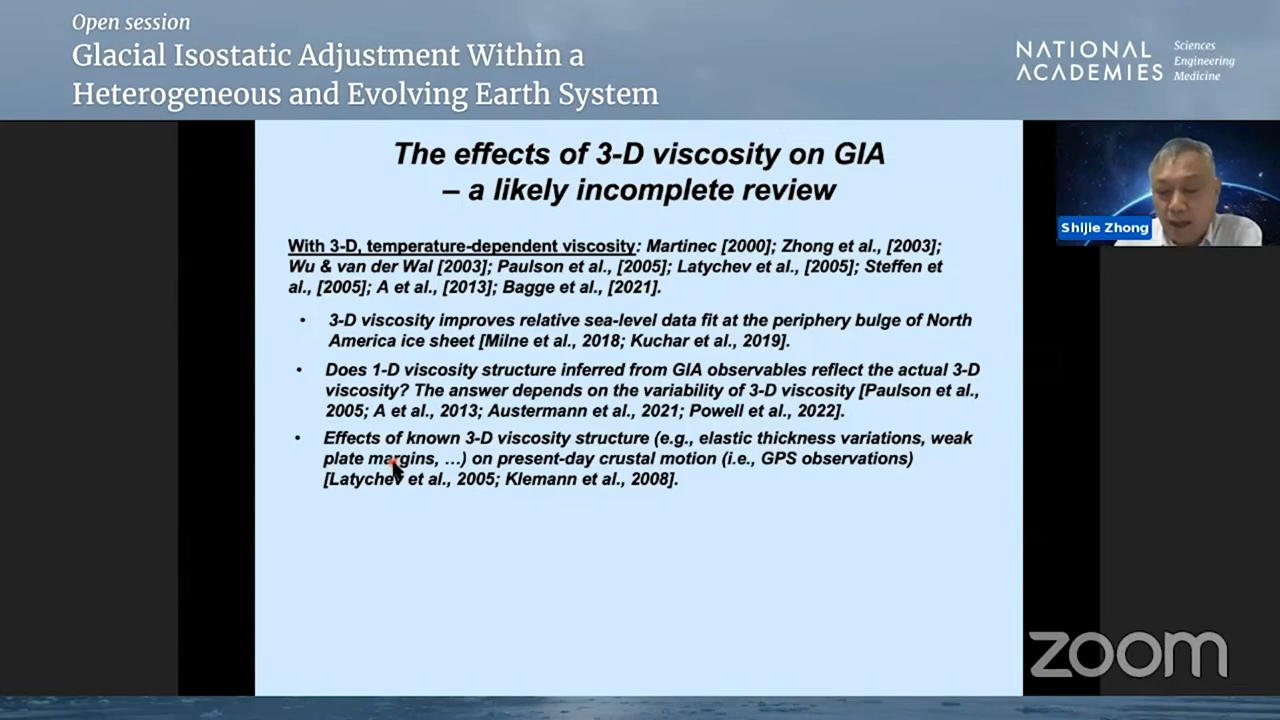 Open session
Glacial Isostatic Adjustment Within a
Heterogeneous and Evolving Earth System
NATIONAL
ACADEMIES
Sciences
Engineering
Medicine
The effects of 3-D viscosity on GIA
– a likely incomplete review
Shijie Zhong
With 3-D, temperature-dependent viscosity: Martinec [2000]; Zhong et al., [2003];
Wu & van der Wal [2003]; Paulson et al., [2005]; Latychev et al., [2005]; Steffen et
al., [2005]; A et al., [2013]; Bagge et al., [2021].
• 3-D viscosity improves relative sea-level data fit at the periphery bulge of North
America ice sheet [Milne et al., 2018; Kuchar et al., 2019].
• Does 1-D viscosity structure inferred from GIA observables reflect the actual 3-D
viscosity? The answer depends on the variability of 3-D viscosity [Paulson et al.,
2005; A et al., 2013; Austermann et al., 2021; Powell et al., 2022].
• Effects of known 3-D viscosity structure (e.g., elastic thickness variations, weak
plate margins, …) on present-day crustal motion (i.e., GPS observations)
[Latychev et al., 2005; Klemann et al., 2008].
zoom